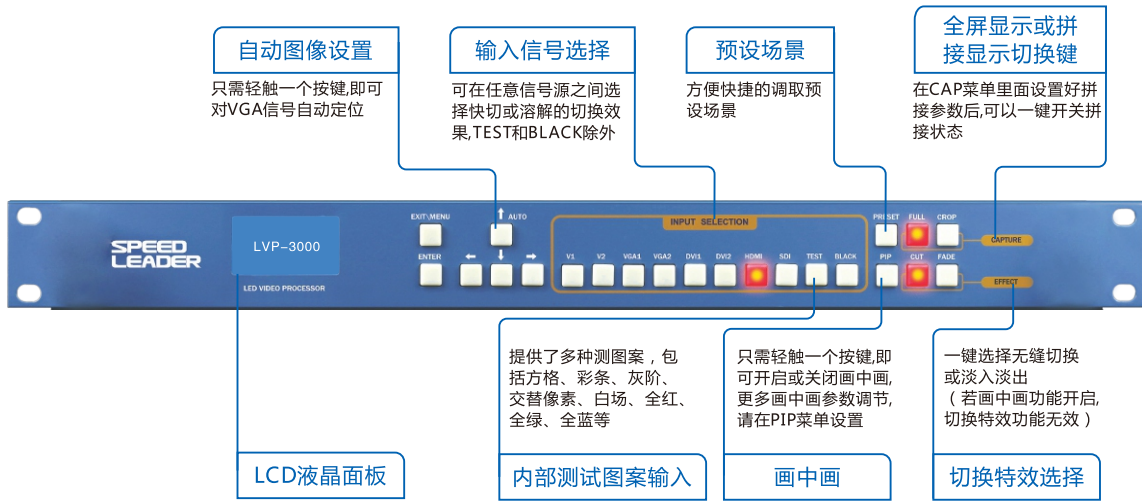 自动图像设置
只需轻触一个按键,即可
对VGA信号自动定位
输入信号选择
可在任意信号源之间选
择快切或溶解的切换效
果,TEST和BLACK除外
预设场景
方便快捷的调取预
设场景
全屏显示或拼
接显示切换键
在CAP菜单里面设置好拼
接参数后,可以一键开关拼
接状态
SPEED
LEADER
LVP-3000
LED VIDEO PROCESSOR
EXIT\MENU
↑ AUTO
ENTER
← ↓ →
INPUT SELECTION
V1 V2 VGA1 VGA2 DVI1 DVI2 HDMI SDI TEST BLACK
PRESET FULL CROP
CAPTURE
PIP CUT FADE
EFFECT
LCD液晶面板
提供了多种测图案，包
括方格、彩条、灰阶、
交替像素、白场、全红、
全绿、全蓝等
内部测试图案输入
只需轻触一个按键,即
可开启或关闭画中画,
更多画中画参数调节,
请在PIP菜单设置
画中画
一键选择无缝切换
或淡入淡出
（若画中画功能开启,
切换特效功能无效）
切换特效选择